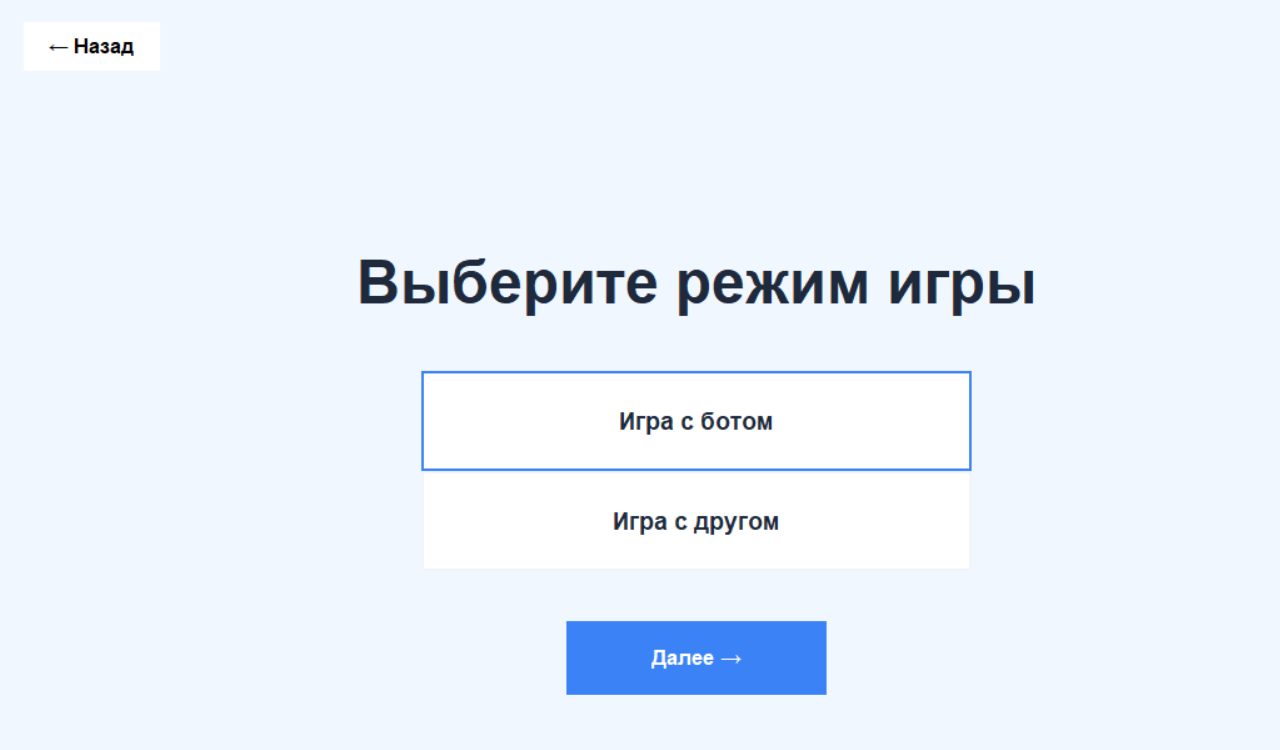 ← Назад
Выберите режим игры
Игра с ботом
Игра с другом
Далее →